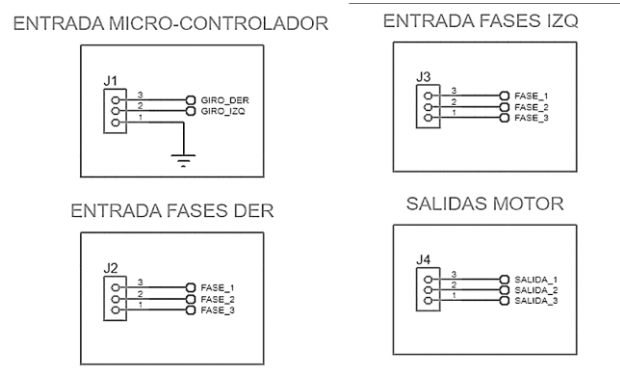 ENTRADA MICRO-CONTROLADOR
J1
3 GIRO_DER
2 GIRO_IZQ
1
ENTRADA FASES IZQ
J3
3 FASE_1
2 FASE_2
1 FASE_3
ENTRADA FASES DER
J2
3 FASE_1
2 FASE_2
1 FASE_3
SALIDAS MOTOR
J4
3 SALIDA_1
2 SALIDA_2
1 SALIDA_3